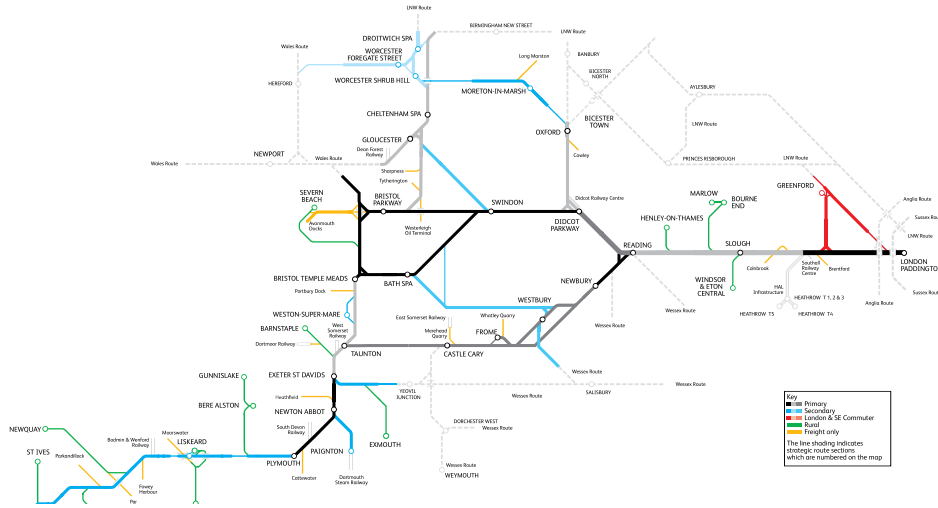 LNW Route
BIRMINGHAM NEW STREET
LNW Route
DROITWICH SPA
Wales Route
WORCESTER
FOREGATE STREET
BANBURY
Long Marston
BICESTER
NORTH
HEREFORD
WORCESTER SHRUB HILL
MORETON-IN-MARSH
AYLESBURY
CHELTENHAM SPA
BICESTER
TOWN
LNW Route
OXFORD
GLOUCESTER
Dean Forest
Railway
NEWPORT
Wales Route
Wales Route
Cowley
PRINCES RISBOROUGH
LNW Route
Sharpness
Tytherington
SEVERN
BEACH
BRISTOL
PARKWAY
SWINDON
Didcot Railway Centre
DIDCOT
PARKWAY
MARLOW
BOURNE
END
GREENFORD
Anglia Route
Sussex Ro
LNW Route
HENLEY-ON-THAMES
Avonmouth
Docks
Westerleigh
Oil Terminal
READING
SLOUGH
LONDON
PADDINGTO
Colnbrook
Southall
Railway
Centre
Brentford
BRISTOL TEMPLE MEADS
BATH SPA
NEWBURY
WINDSOR
& ETON
CENTRAL
HAL
Infrastructure
HEATHROW T 1, 2 & 3
HEATHROW T5
HEATHROW T4
Anglia Route
Sussex Ro
Portbury Dock
WESTON-SUPER-MARE
WESTBURY
Wessex Route
Wessex Route
East Somerset Railway
Whatley Quarry
BARNSTAPLE
West
Somerset
Railway
Merehead
Quarry
FROME
Dartmoor Railway
TAUNTON
CASTLE CARY
GUNNISLAKE
EXETER ST DAVIDS
Wessex Route
YEOVIL
JUNCTION
SALISBURY
Wessex Route
Wessex Route
Heathfield
BERE ALSTON
NEWTON ABBOT
DORCHESTER WEST
Wessex Route
NEWQUAY
Moorswater
South Devon
Railway
EXMOUTH
Bodmin & Wenford
Railway
LISKEARD
PAIGNTON
ST IVES
Parkandillack
PLYMOUTH
Wessex Route
WEYMOUTH
Cattewater
Dartmouth
Steam Railway
Fowey
Harbour
Par
Key
Primary
Secondary
London & SE Commuter
Rural
Freight only
The line shading indicates
strategic route sections
which are numbered on the map